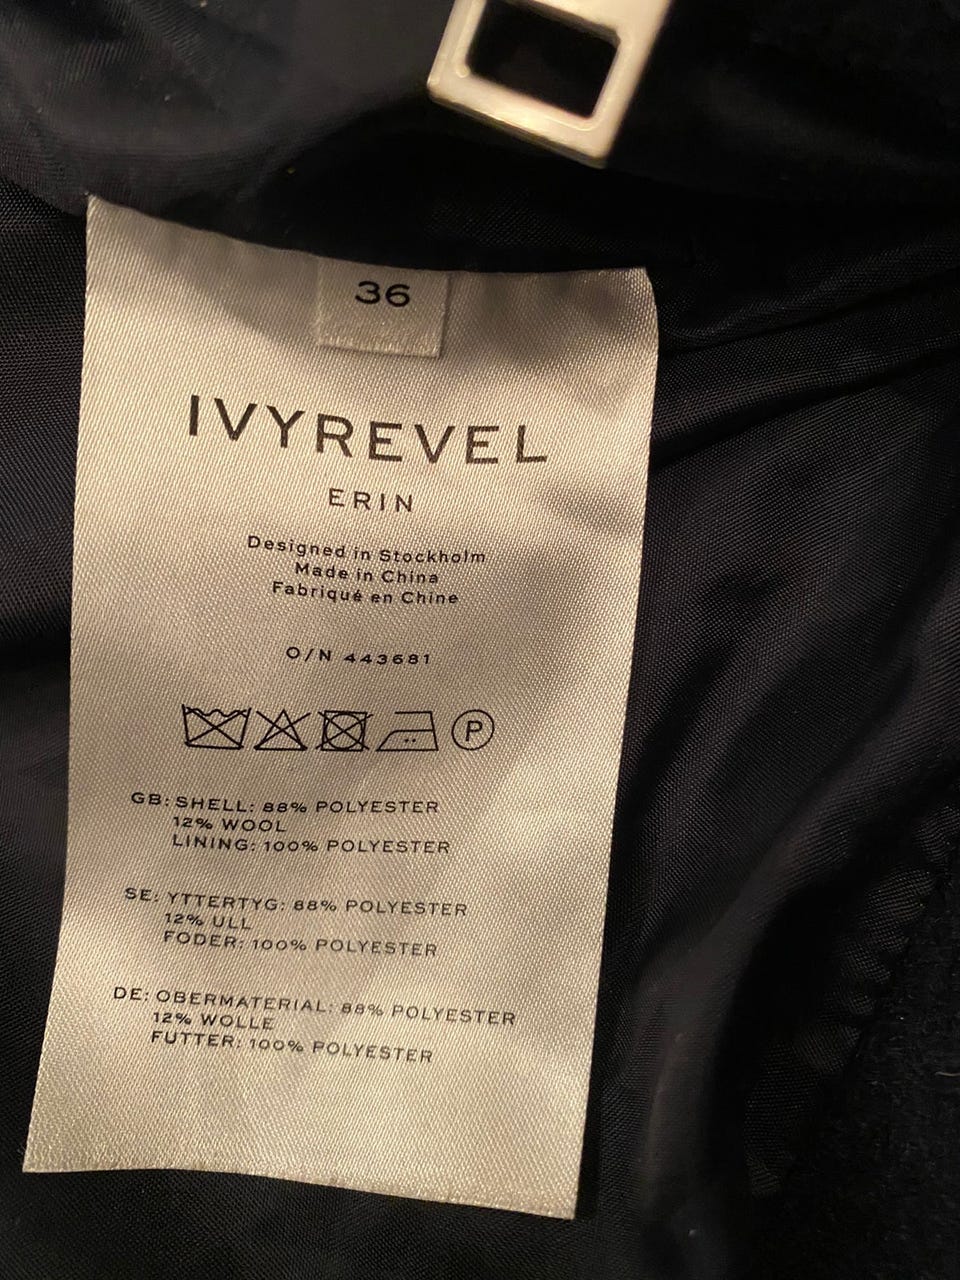 36
IVYREVEL
ERIN
Designed in Stockholm
Made in China
Fabriqué en Chine
O/N 443681
P
GB: SHELL: 88% POLYESTER
12% WOOL
LINING: 100% POLYESTER
SE: YTTERTYG: 88% POLYESTER
12% ULL
FODER: 100% POLYESTER
DE: OBERMATERIAL: 88% POLYESTER
12% WOLLE
FUTTER: 100% POLYESTER